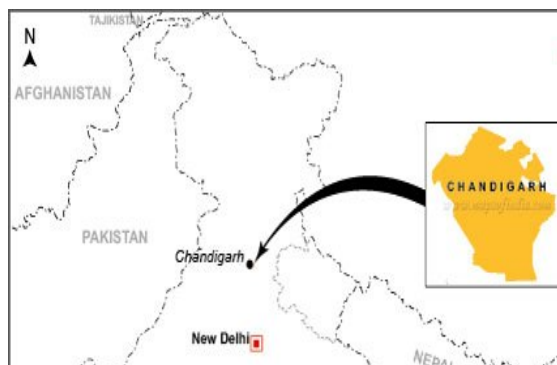 TAJIKISTAN
N
AFGHANISTAN
CHANDIGARH
www.mapsofindia.com
PAKISTAN
Chandigarh
New Delhi
NEPAL